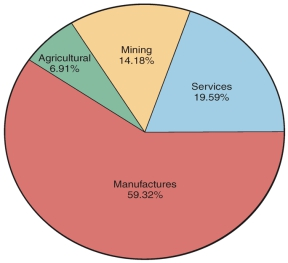 Mining
14.18%
Agricultural
6.91%
Services
19.59%
Manufactures
59.32%